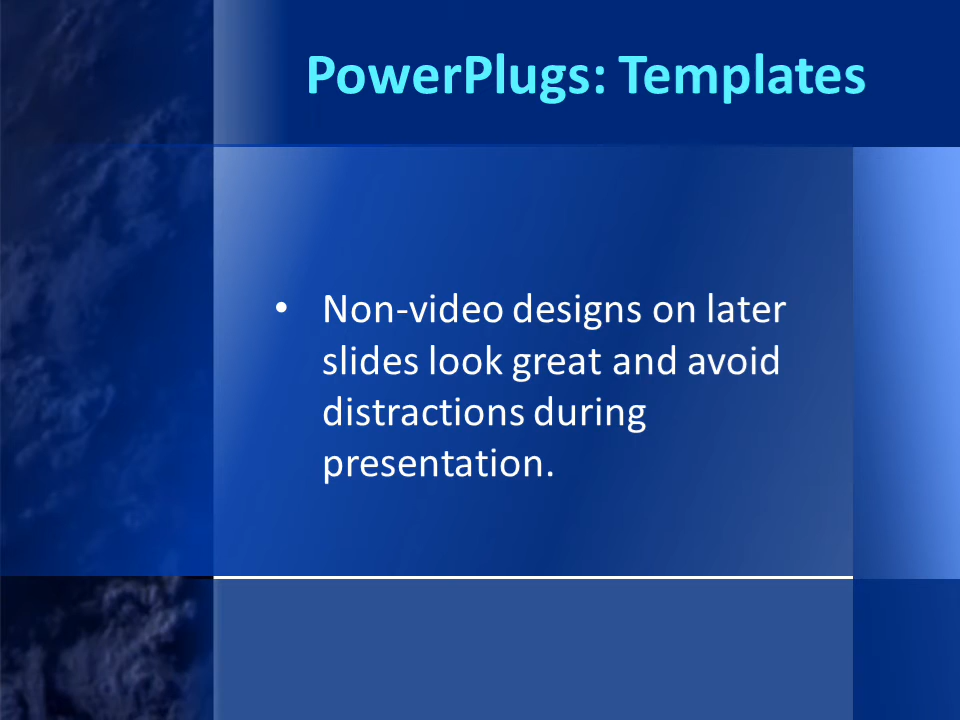 PowerPlugs: Templates
• Non-video designs on later
slides look great and avoid
distractions during
presentation.